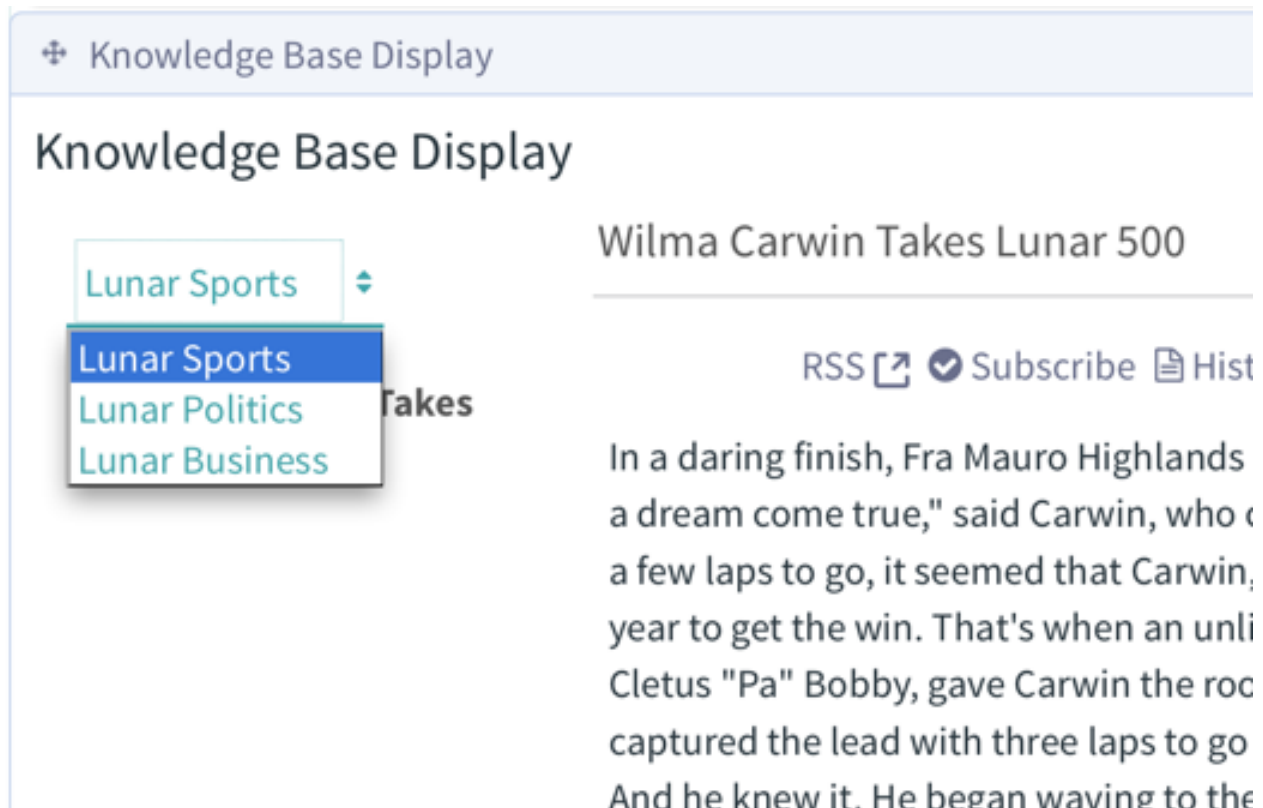 Knowledge Base Display
Knowledge Base Display
Lunar Sports
Lunar Sports
Lunar Politics
Lunar Business
Takes
Wilma Carwin Takes Lunar 500
RSS Subscribe Hist
In a daring finish, Fra Mauro Highlands
a dream come true," said Carwin, who
a few laps to go, it seemed that Carwin,
year to get the win. That's when an unli
Cletus "Pa" Bobby, gave Carwin the roo
captured the lead with three laps to go
And he knew it. He began waving to the